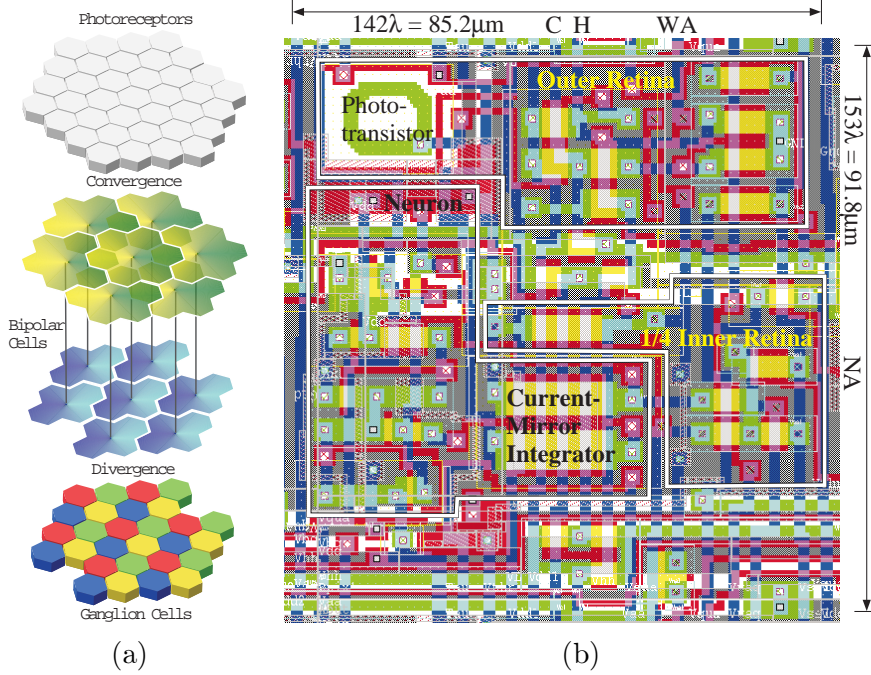 Photoreceptors
Convergence
Bipolar
Cells
Divergence
Ganglion Cells
(a)
142λ = 85.2μm
C H
WA
Outer Retina
Photo-
transistor
Neuron
153λ = 91.8μm
1/4 Inner Retina
NA
Current-
Mirror
Integrator
(b)